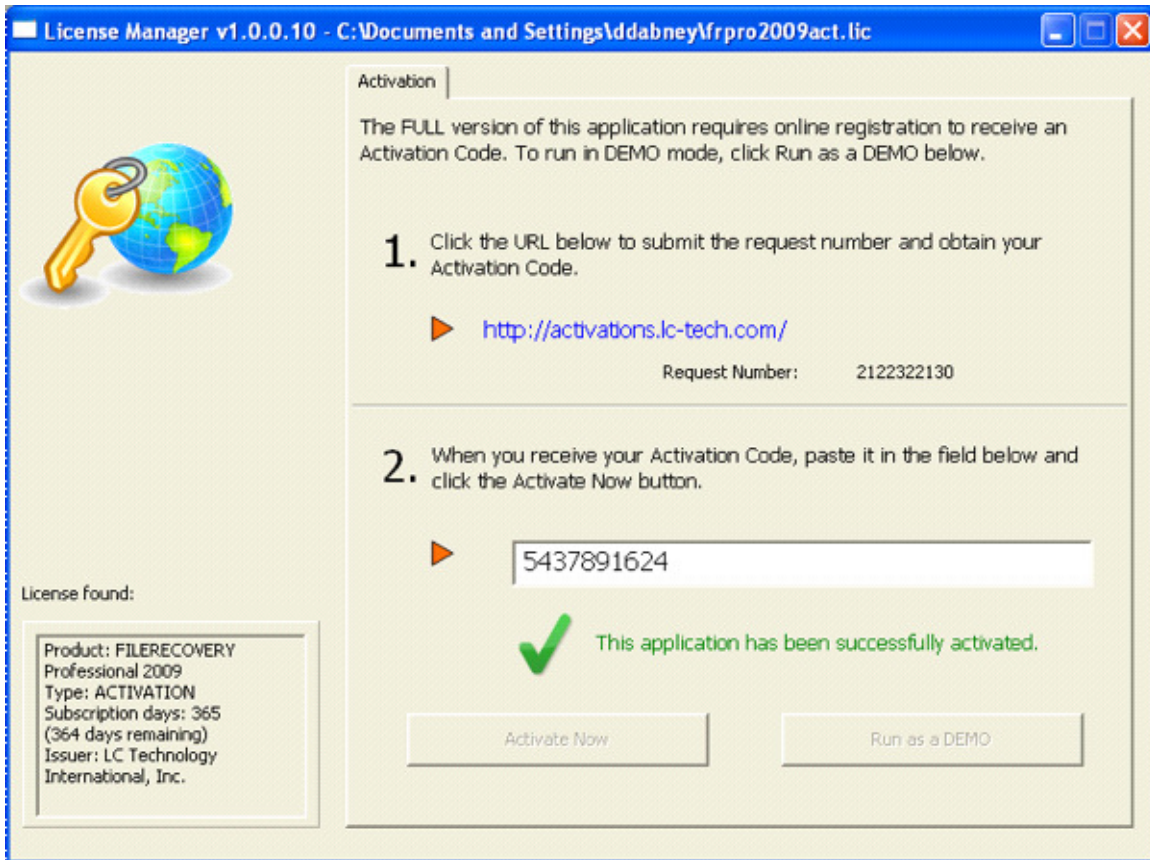 License Manager v1.0.0.10 - C:\Documents and Settings\ddabney\frpro2009act.lic
Activation
The FULL version of this application requires online registration to receive an
Activation Code. To run in DEMO mode, click Run as a DEMO below.
1. Click the URL below to submit the request number and obtain your
Activation Code.
http://activations.lc-tech.com/
Request Number: 2122322130
2. When you receive your Activation Code, paste it in the field below and
click the Activate Now button.
5437891624
This application has been successfully activated.
Activate Now
Run as a DEMO
License found:
Product: FILERECOVERY
Professional 2009
Type: ACTIVATION
Subscription days: 365
(364 days remaining)
Issuer: LC Technology
International, Inc.